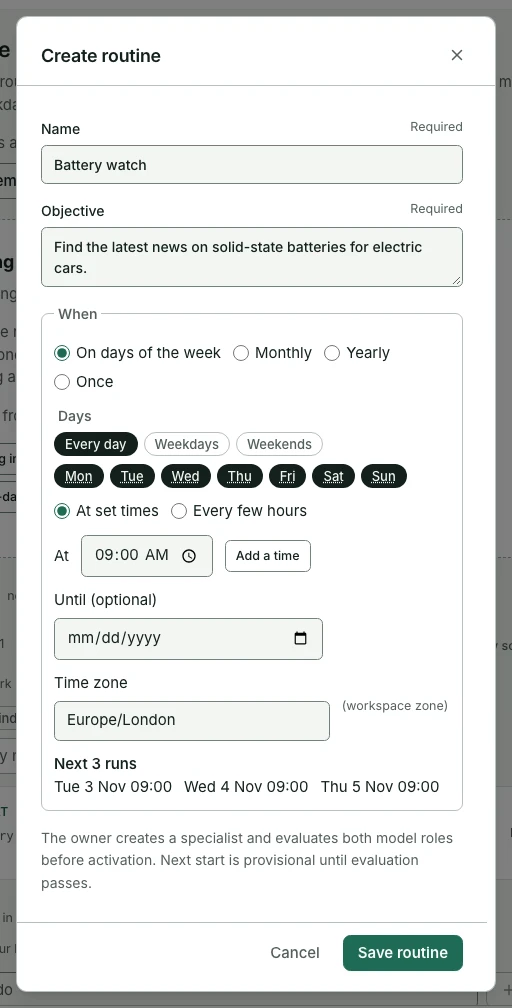 Create routine
Name Required
Battery watch
Objective Required
Find the latest news on solid-state batteries for electric
cars.
When
On days of the week Monthly Yearly
Once
Days
Every day Weekdays Weekends
Mon Tue Wed Thu Fri Sat Sun
At set times Every few hours
At 09:00 AM Add a time
Until (optional)
mm/dd/yyyy
Time zone
Europe/London (workspace zone)
Next 3 runs
Tue 3 Nov 09:00 Wed 4 Nov 09:00 Thu 5 Nov 09:00
The owner creates a specialist and evaluates both model roles
before activation. Next start is provisional until evaluation
passes.
Cancel Save routine